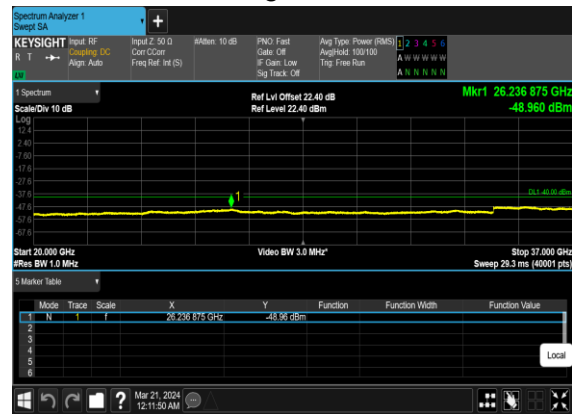 Spectrum Analyzer 1
Swept SA
KEYSIGHT Input: RF Input Z: 50 Ω #Atten: 10 dB PNO: Fast Avg Type: Power (RMS) 1 2 3 4 5 6
R T Coupling: DC Corr CCorr Gate: Off Avg|Hold: 100/100 A W W W W W
Align: Auto Freq Ref: Int (S) IF Gain: Low Trig: Free Run
Sig Track: Off A N N N N N
1 Spectrum Ref Lvl Offset 22.40 dB Mkr1 26.236 875 GHz
Scale/Div 10 dB Ref Level 22.40 dBm -48.960 dBm
Log
12.4
2.40
-7.60
-17.6
-27.6
-37.6 1 DL1 -40.00 dBm
-47.6
-57.6
-67.6
Start 20.000 GHz Video BW 3.0 MHz* Stop 37.000 GHz
#Res BW 1.0 MHz Sweep 29.3 ms (40001 pts)
5 Marker Table
Mode Trace Scale X Y Function Function Width Function Value
1 N 1 f 26.236 875 GHz -48.96 dBm
2
3
4
5
6
Local
Mar 21, 2024
12:11:50 AM